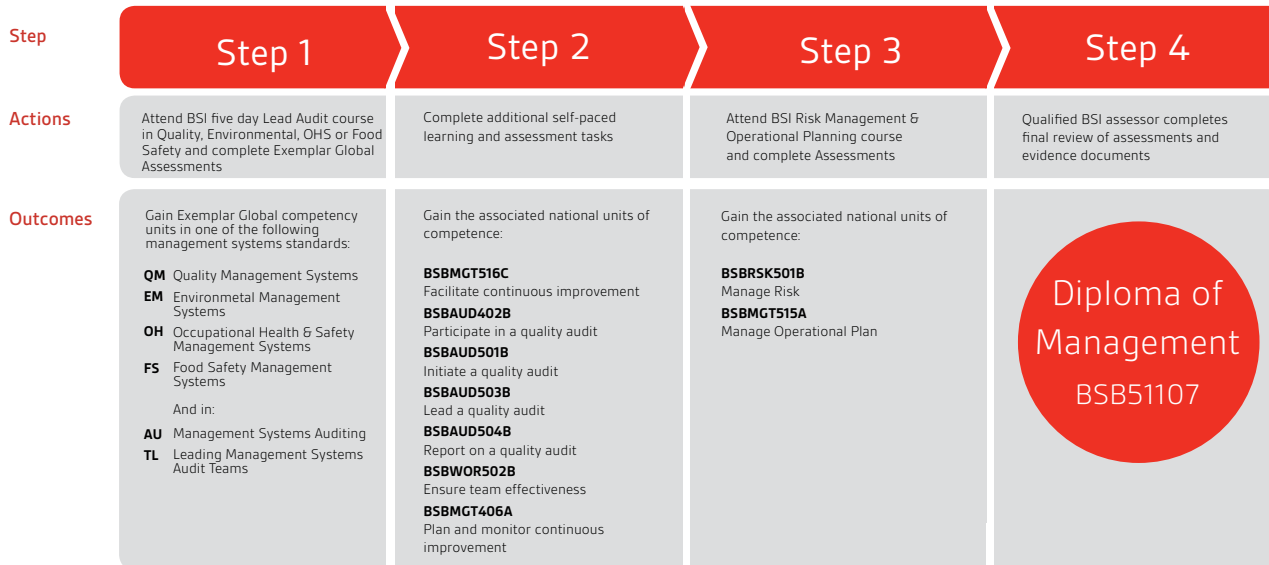 Step
Step 1
Step 2
Step 3
Step 4
Actions
Attend BSI five day Lead Audit course
in Quality, Environmental, OHS or Food
Safety and complete Exemplar Global
Assessments
Complete additional self-paced
learning and assessment tasks
Attend BSI Risk Management &
Operational Planning course
and complete Assessments
Qualified BSI assessor completes
final review of assessments and
evidence documents
Outcomes
Gain Exemplar Global competency
units in one of the following
management systems standards:
QM Quality Management Systems
EM Environmetal Management
Systems
OH Occupational Health & Safety
Management Systems
FS Food Safety Management
Systems
And in:
AU Management Systems Auditing
TL Leading Management Systems
Audit Teams
Gain the associated national units of
competence:
BSBMGT516C
Facilitate continuous improvement
BSBAUD402B
Participate in a quality audit
BSBAUD501B
Initiate a quality audit
BSBAUD503B
Lead a quality audit
BSBAUD504B
Report on a quality audit
BSBWOR502B
Ensure team effectiveness
BSBMGT406A
Plan and monitor continuous
improvement
Gain the associated national units of
competence:
BSBRSK501B
Manage Risk
BSBMGT515A
Manage Operational Plan
Diploma of
Management
BSB51107